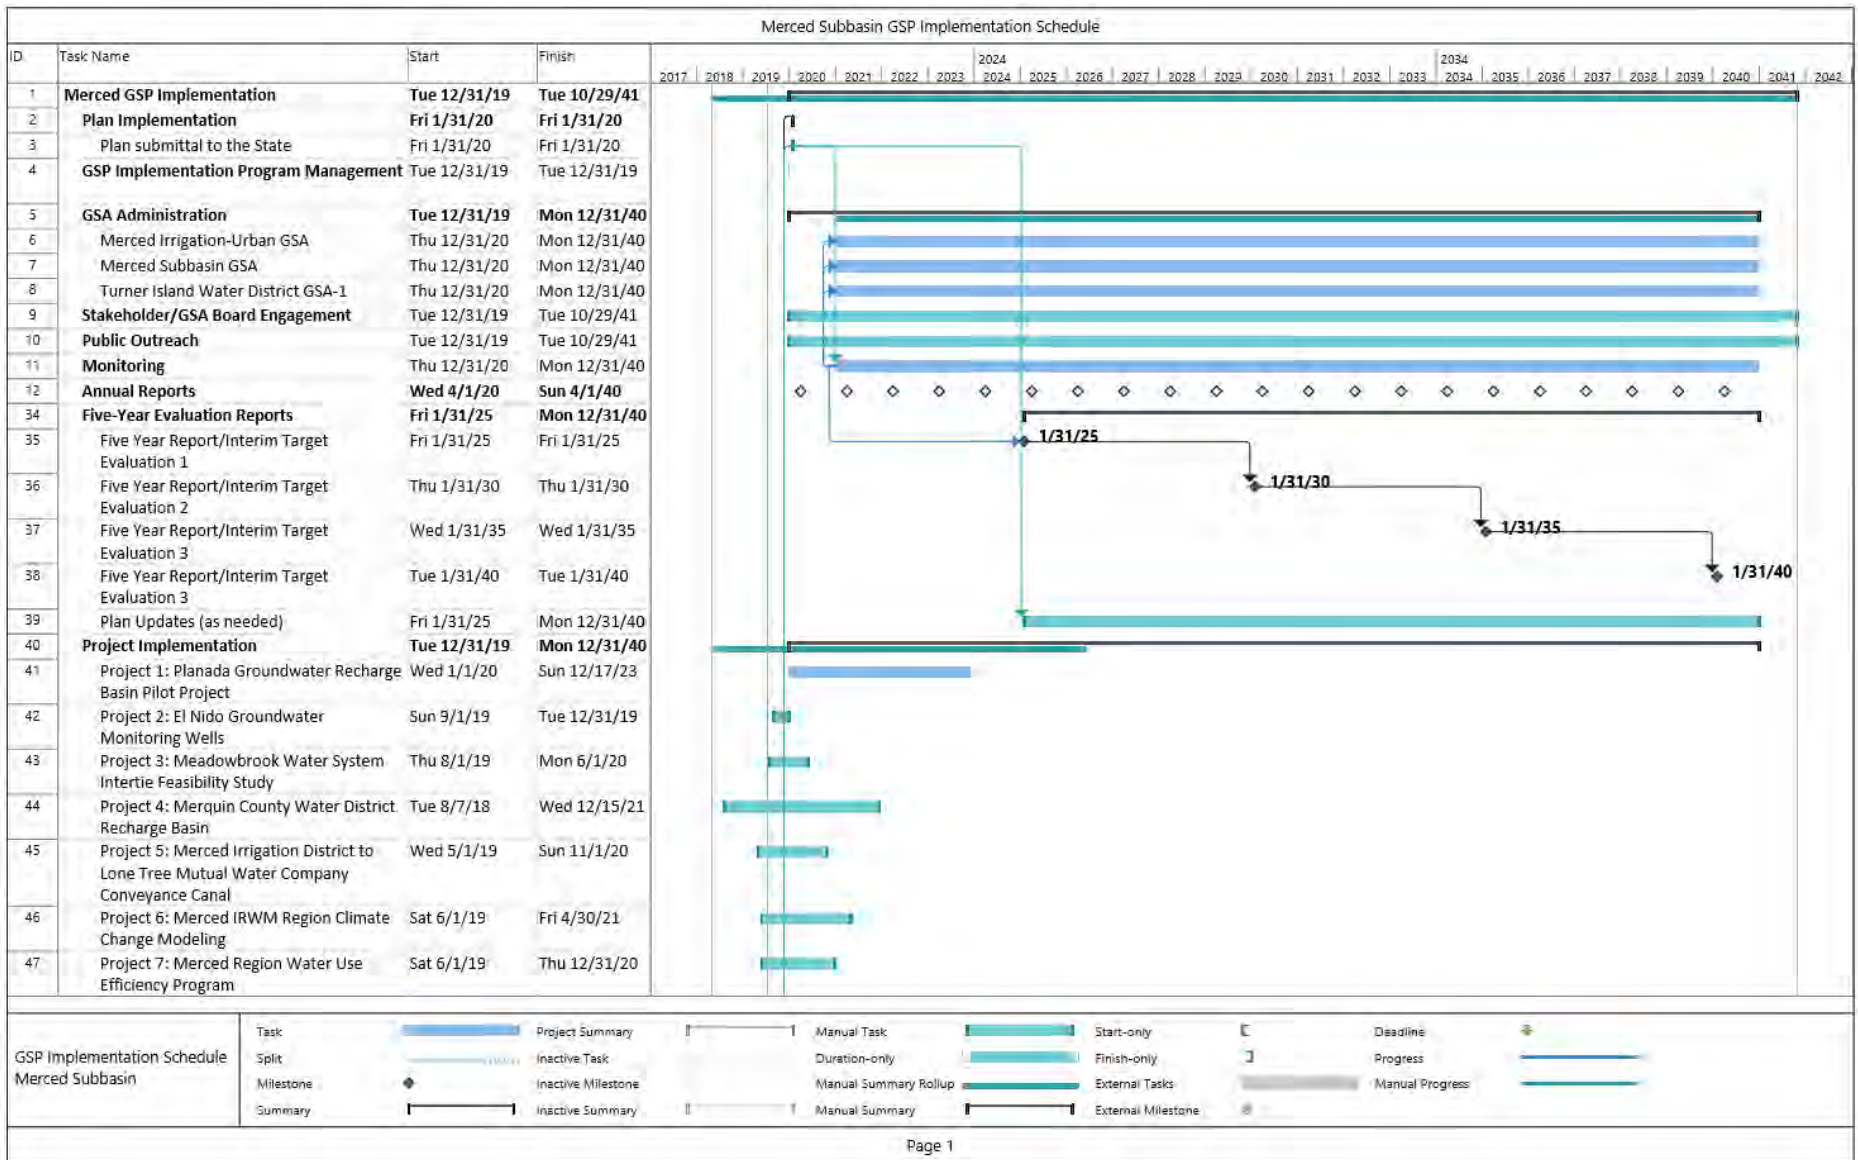 Merced Subbasin GSP Implementation Schedule
ID Task Name Start Finish 2024 2034
2017 2018 2019 2020 2021 2022 2023 2024 2025 2026 2027 2028 2029 2030 2031 2032 2033 2034 2035 2036 2037 2038 2039 2040 2041 2042
1 Merced GSP Implementation Tue 12/31/19 Tue 10/29/41
2 Plan Implementation Fri 1/31/20 Fri 1/31/20
3 Plan submittal to the State Fri 1/31/20 Fri 1/31/20
4 GSP Implementation Program Management Tue 12/31/19 Tue 12/31/19
5 GSA Administration Tue 12/31/19 Mon 12/31/40
6 Merced Irrigation-Urban GSA Thu 12/31/20 Mon 12/31/40
7 Merced Subbasin GSA Thu 12/31/20 Mon 12/31/40
8 Turner Island Water District GSA-1 Thu 12/31/20 Mon 12/31/40
9 Stakeholder/GSA Board Engagement Tue 12/31/19 Tue 10/29/41
10 Public Outreach Tue 12/31/19 Tue 10/29/41
11 Monitoring Thu 12/31/20 Mon 12/31/40
12 Annual Reports Wed 4/1/20 Sun 4/1/40
34 Five-Year Evaluation Reports Fri 1/31/25 Mon 12/31/40
35 Five Year Report/Interim Target Fri 1/31/25 Fri 1/31/25 1/31/25
Evaluation 1
36 Five Year Report/Interim Target Thu 1/31/30 Thu 1/31/30 1/31/30
Evaluation 2
37 Five Year Report/Interim Target Wed 1/31/35 Wed 1/31/35 1/31/35
Evaluation 3
38 Five Year Report/Interim Target Tue 1/31/40 Tue 1/31/40 1/31/40
Evaluation 3
39 Plan Updates (as needed) Fri 1/31/25 Mon 12/31/40
40 Project Implementation Tue 12/31/19 Mon 12/31/40
41 Project 1: Planada Groundwater Recharge Wed 1/1/20 Sun 12/17/23
Basin Pilot Project
42 Project 2: El Nido Groundwater Sun 9/1/19 Tue 12/31/19
Monitoring Wells
43 Project 3: Meadowbrook Water System Thu 8/1/19 Mon 6/1/20
Intertie Feasibility Study
44 Project 4: Merquin County Water District Tue 8/7/18 Wed 12/15/21
Recharge Basin
45 Project 5: Merced Irrigation District to Wed 5/1/19 Sun 11/1/20
Lone Tree Mutual Water Company
Conveyance Canal
46 Project 6: Merced IRWM Region Climate Sat 6/1/19 Fri 4/30/21
Change Modeling
47 Project 7: Merced Region Water Use Sat 6/1/19 Thu 12/31/20
Efficiency Program
GSP Implementation Schedule
Merced Subbasin
Task Project Summary Manual Task Start-only Deadline
Split Inactive Task Duration-only Finish-only Progress
Milestone Inactive Milestone Manual Summary Rollup External Tasks Manual Progress
Summary Inactive Summary Manual Summary External Milestone
Page 1